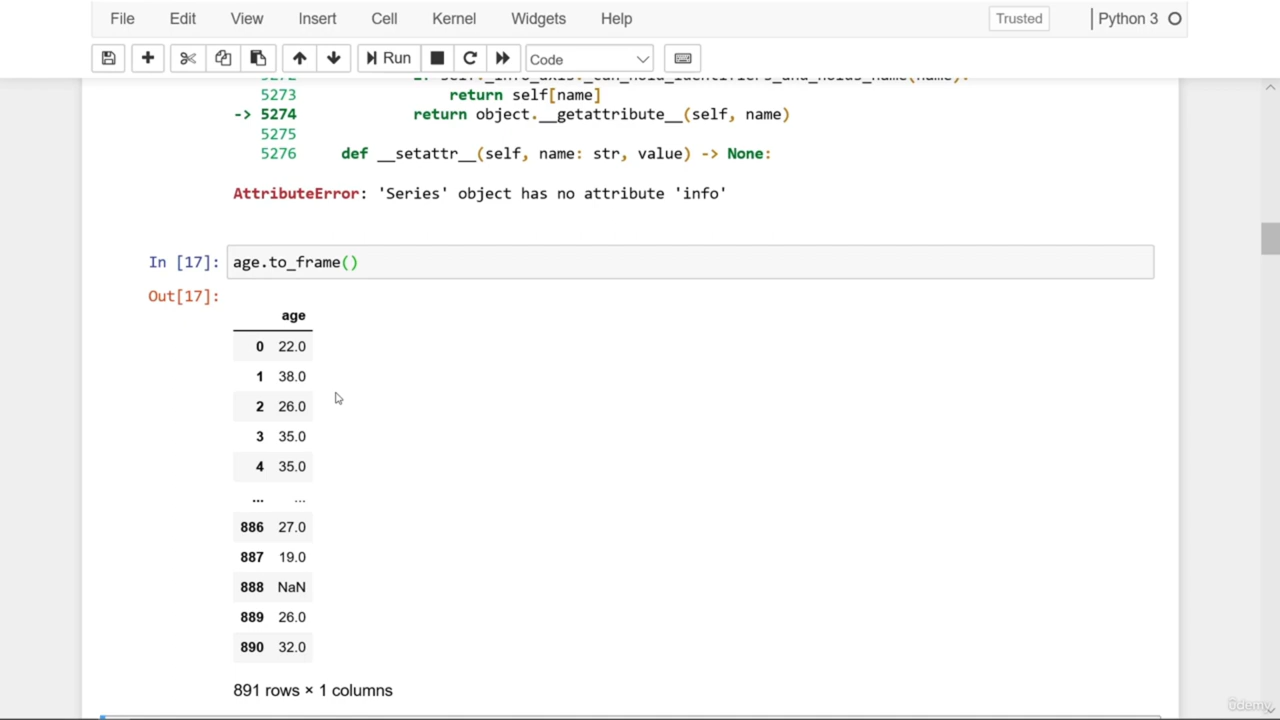 File Edit View Insert Cell Kernel Widgets Help Trusted Python 3
Run Code
5273 return self[name]
-> 5274 return object.__getattribute__(self, name)
5275
5276 def __setattr__(self, name: str, value) -> None:
AttributeError: 'Series' object has no attribute 'info'
In [17]: age.to_frame()
Out[17]:
age
0 22.0
1 38.0
2 26.0
3 35.0
4 35.0
... ...
886 27.0
887 19.0
888 NaN
889 26.0
890 32.0
891 rows × 1 columns
ûdemy